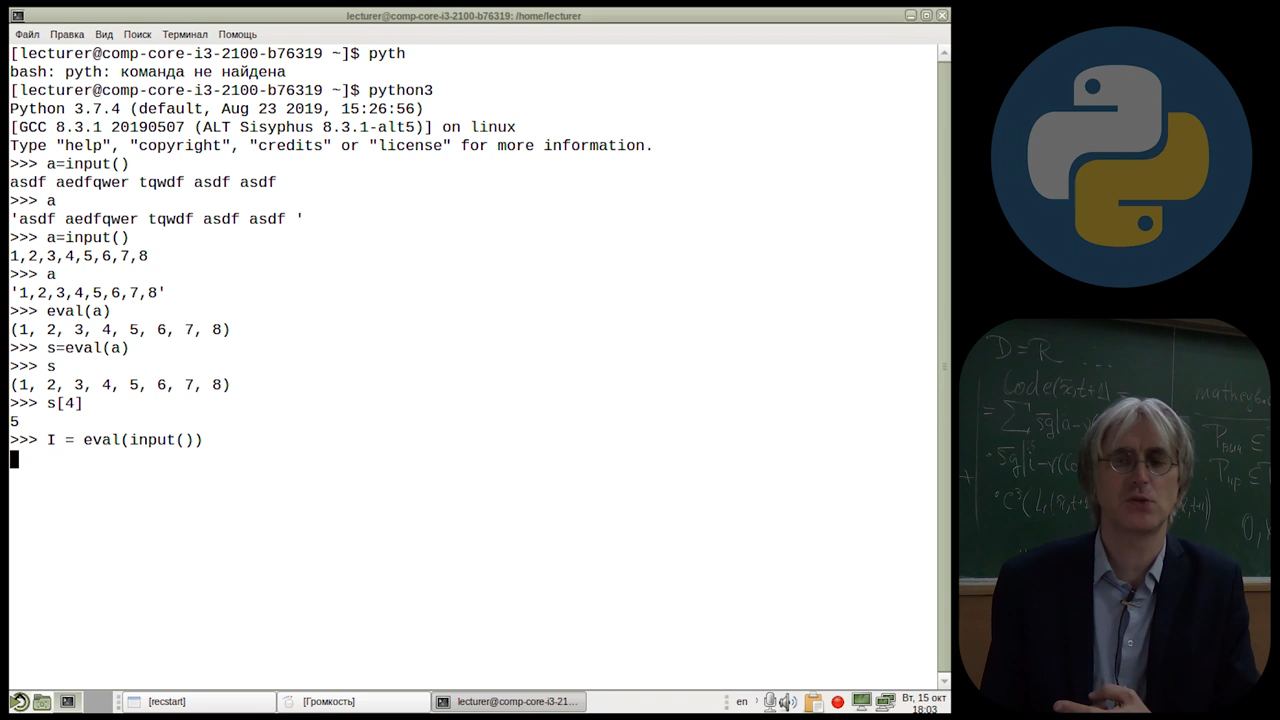 lecturer@comp-core-i3-2100-b76319: /home/lecturer
Файл Правка Вид Поиск Терминал Помощь
[lecturer@comp-core-i3-2100-b76319 ~]$ pyth
bash: pyth: команда не найдена
[lecturer@comp-core-i3-2100-b76319 ~]$ python3
Python 3.7.4 (default, Aug 23 2019, 15:26:56)
[GCC 8.3.1 20190507 (ALT Sisyphus 8.3.1-alt5)] on linux
Type "help", "copyright", "credits" or "license" for more information.
>>> a=input()
asdf aedfqwer tqwdf asdf asdf
>>> a
'asdf aedfqwer tqwdf asdf asdf '
>>> a=input()
1,2,3,4,5,6,7,8
>>> a
'1,2,3,4,5,6,7,8'
>>> eval(a)
(1, 2, 3, 4, 5, 6, 7, 8)
>>> s=eval(a)
>>> s
(1, 2, 3, 4, 5, 6, 7, 8)
>>> s[4]
5
>>> I = eval(input())
D = R ...
[recstart] [Громкость] lecturer@comp-core-i3-21... en Вт, 15 окт
18:03